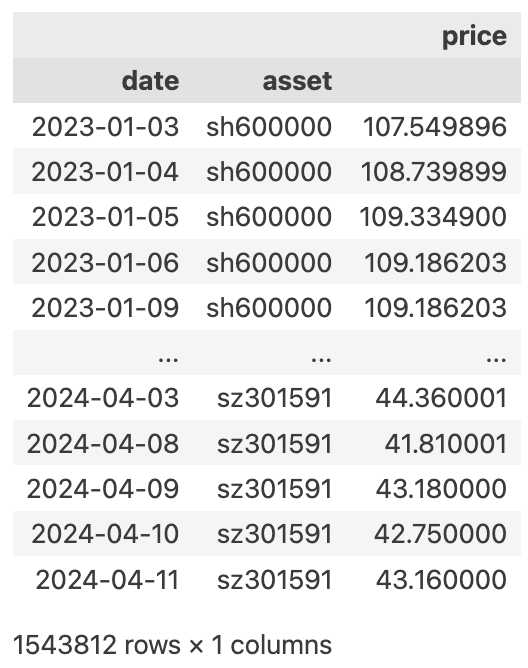 price
date asset
2023-01-03 sh600000 107.549896
2023-01-04 sh600000 108.739899
2023-01-05 sh600000 109.334900
2023-01-06 sh600000 109.186203
2023-01-09 sh600000 109.186203
... ... ...
2024-04-03 sz301591 44.360001
2024-04-08 sz301591 41.810001
2024-04-09 sz301591 43.180000
2024-04-10 sz301591 42.750000
2024-04-11 sz301591 43.160000
1543812 rows × 1 columns